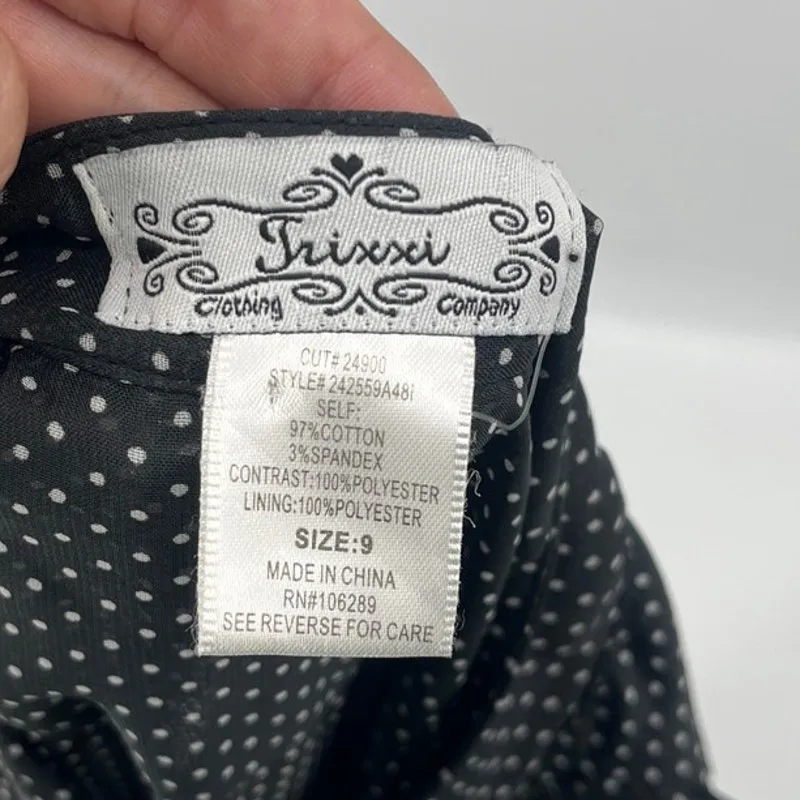 Trixxi
Clothing Company
CUT# 24900
STYLE# 242559A48I
SELF:
97%COTTON
3%SPANDEX
CONTRAST:100%POLYESTER
LINING:100%POLYESTER
SIZE:9
MADE IN CHINA
RN#106289
SEE REVERSE FOR CARE